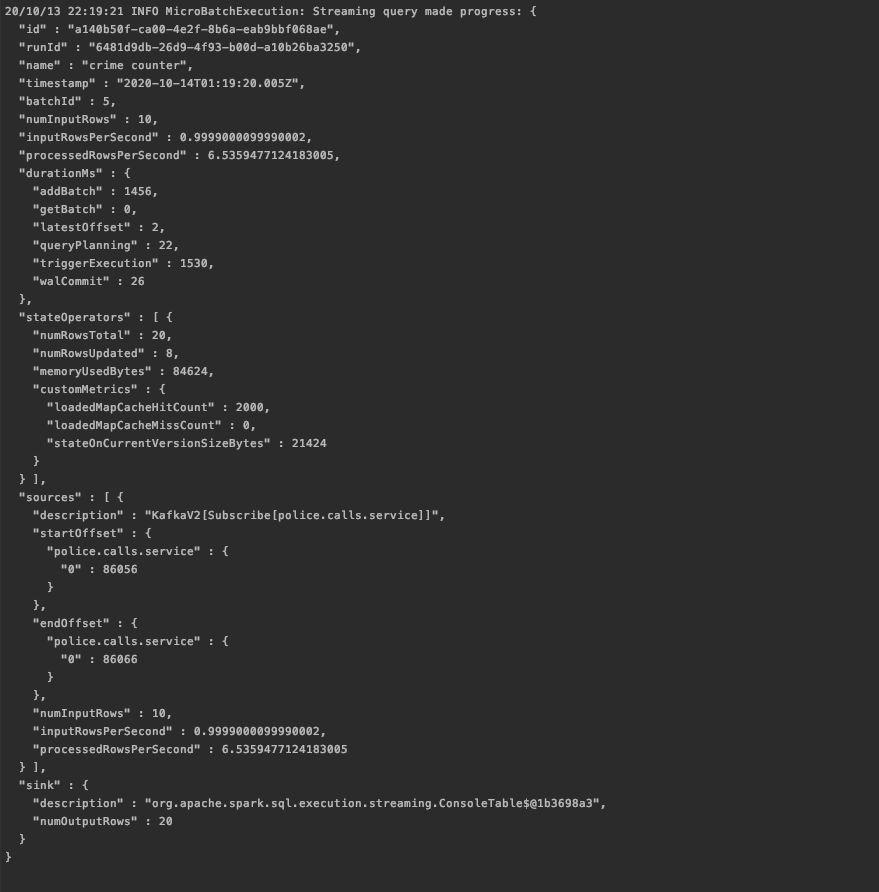 20/10/13 22:19:21 INFO MicroBatchExecution: Streaming query made progress: {
  "id" : "a140b50f-ca00-4e2f-8b6a-eab9bbf068ae",
  "runId" : "6481d9db-26d9-4f93-b00d-a10b26ba3250",
  "name" : "crime counter",
  "timestamp" : "2020-10-14T01:19:20.005Z",
  "batchId" : 5,
  "numInputRows" : 10,
  "inputRowsPerSecond" : 0.9999000099990002,
  "processedRowsPerSecond" : 6.5359477124183005,
  "durationMs" : {
    "addBatch" : 1456,
    "getBatch" : 0,
    "latestOffset" : 2,
    "queryPlanning" : 22,
    "triggerExecution" : 1530,
    "walCommit" : 26
  },
  "stateOperators" : [ {
    "numRowsTotal" : 20,
    "numRowsUpdated" : 8,
    "memoryUsedBytes" : 84624,
    "customMetrics" : {
      "loadedMapCacheHitCount" : 2000,
      "loadedMapCacheMissCount" : 0,
      "stateOnCurrentVersionSizeBytes" : 21424
    }
  } ],
  "sources" : [ {
    "description" : "KafkaV2[Subscribe[police.calls.service]]",
    "startOffset" : {
      "police.calls.service" : {
        "0" : 86056
      }
    },
    "endOffset" : {
      "police.calls.service" : {
        "0" : 86066
      }
    },
    "numInputRows" : 10,
    "inputRowsPerSecond" : 0.9999000099990002,
    "processedRowsPerSecond" : 6.5359477124183005
  } ],
  "sink" : {
    "description" : "org.apache.spark.sql.execution.streaming.ConsoleTable$@1b3698a3",
    "numOutputRows" : 20
  }
}